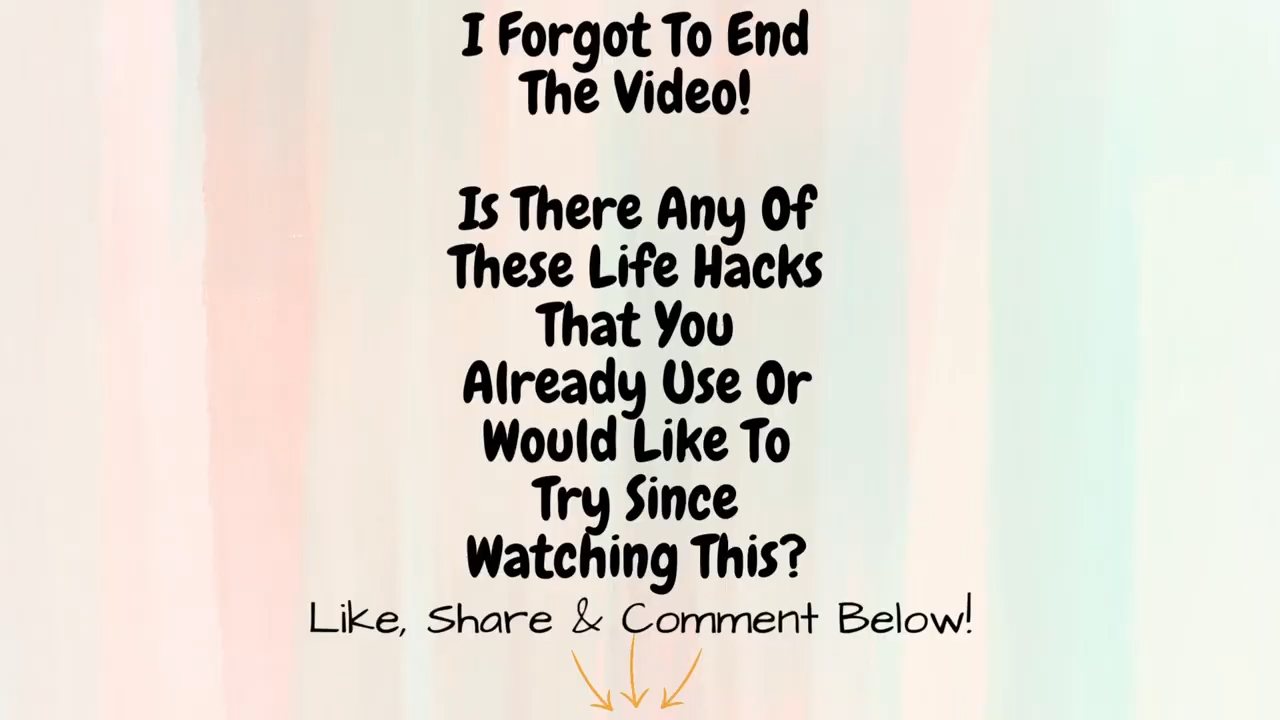 I Forgot To End
The Video!
Is There Any Of
These Life Hacks
That You
Already Use Or
Would Like To
Try Since
Watching This?
Like, Share & Comment Below!